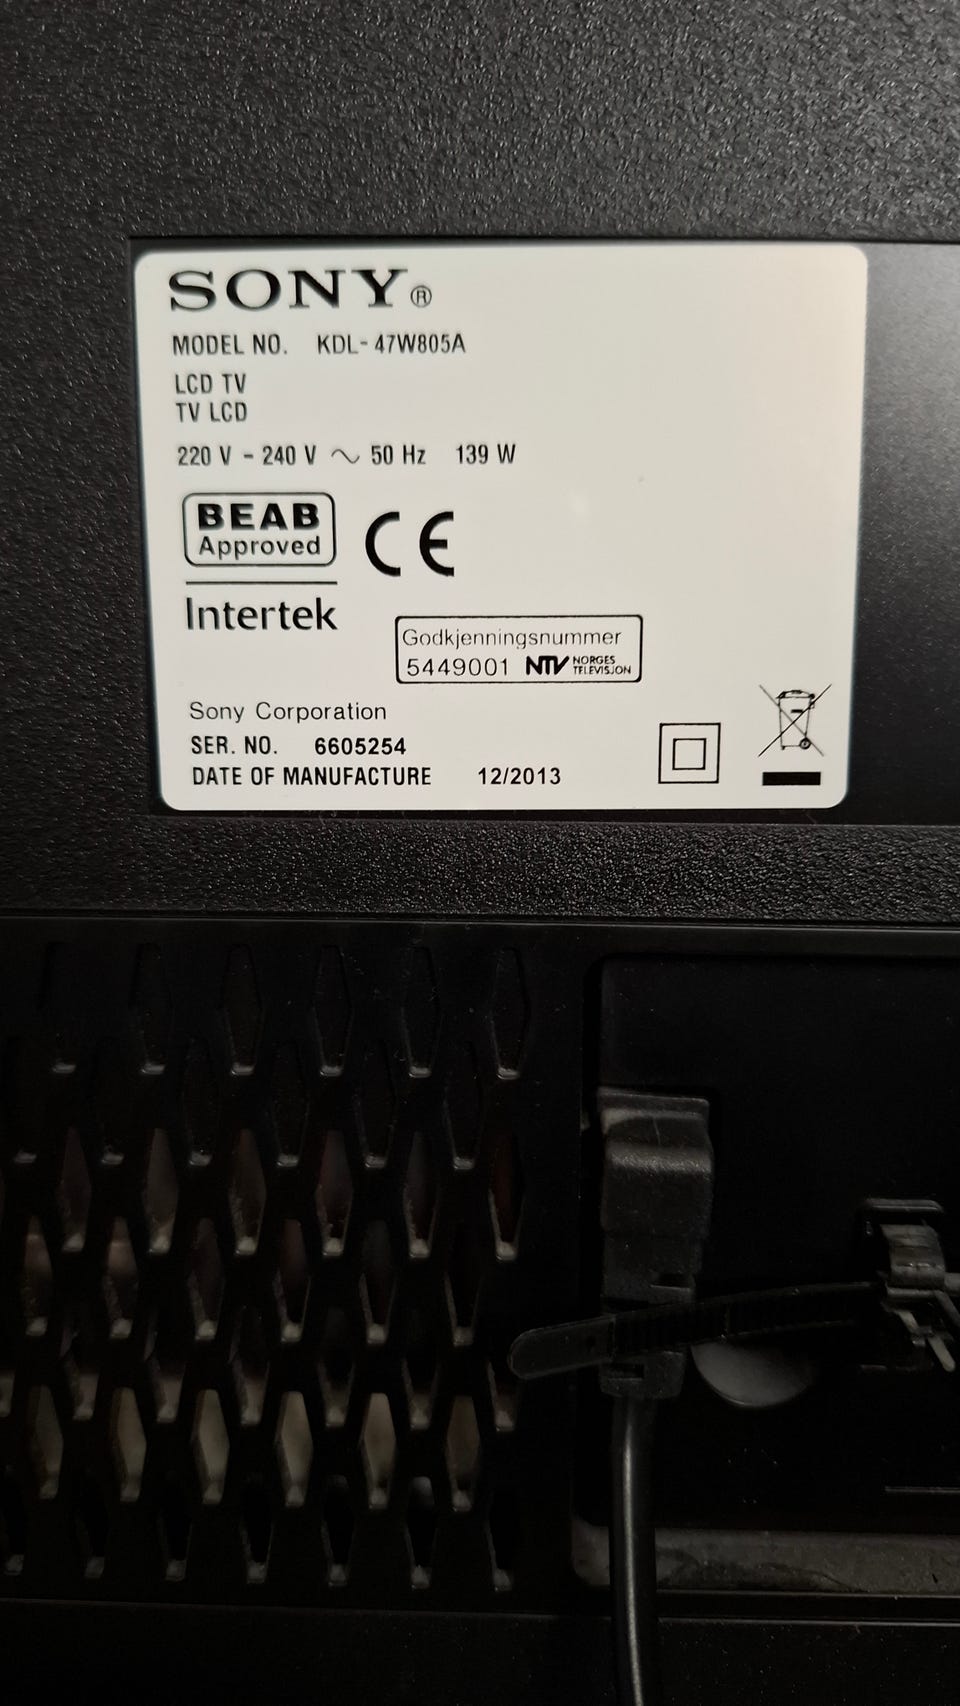 SONY®
MODEL NO. KDL-47W805A
LCD TV
TV LCD
220 V - 240 V ~ 50 Hz 139 W
BEAB
Approved
CE
Intertek
Godkjenningsnummer
5449001 NTV NORGES
TELEVISJON
Sony Corporation
SER. NO. 6605254
DATE OF MANUFACTURE 12/2013